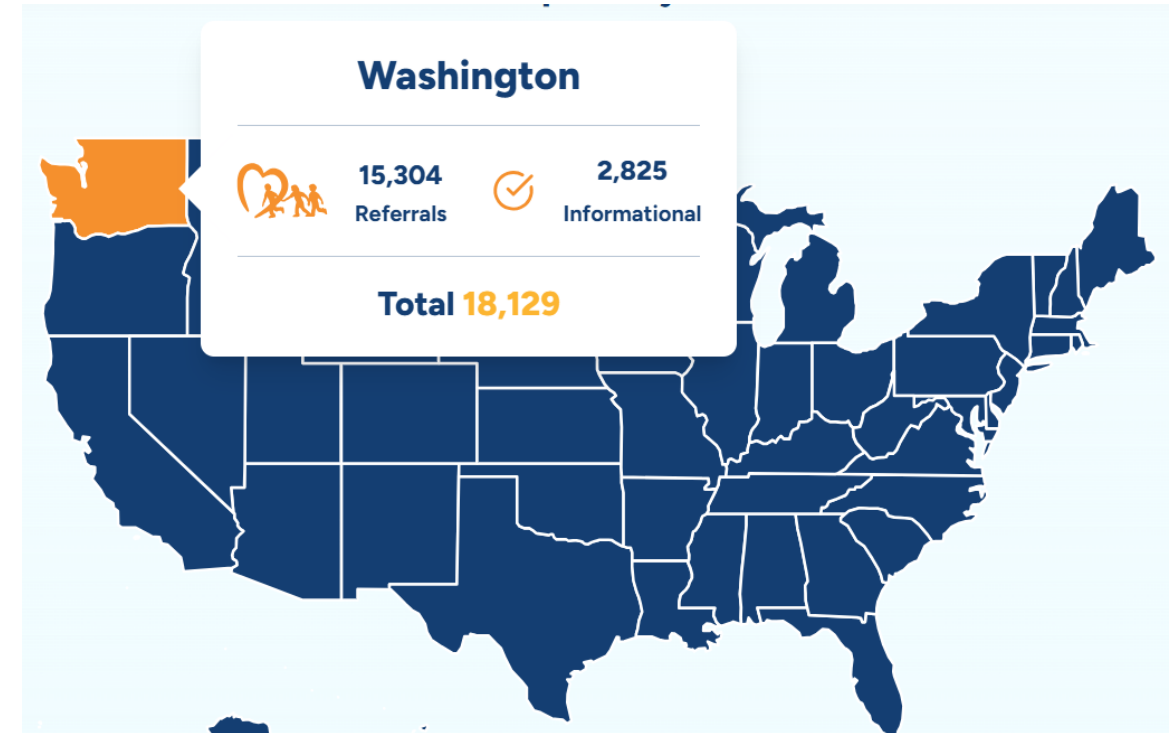 Washington
15,304
Referrals
2,825
Informational
Total 18,129